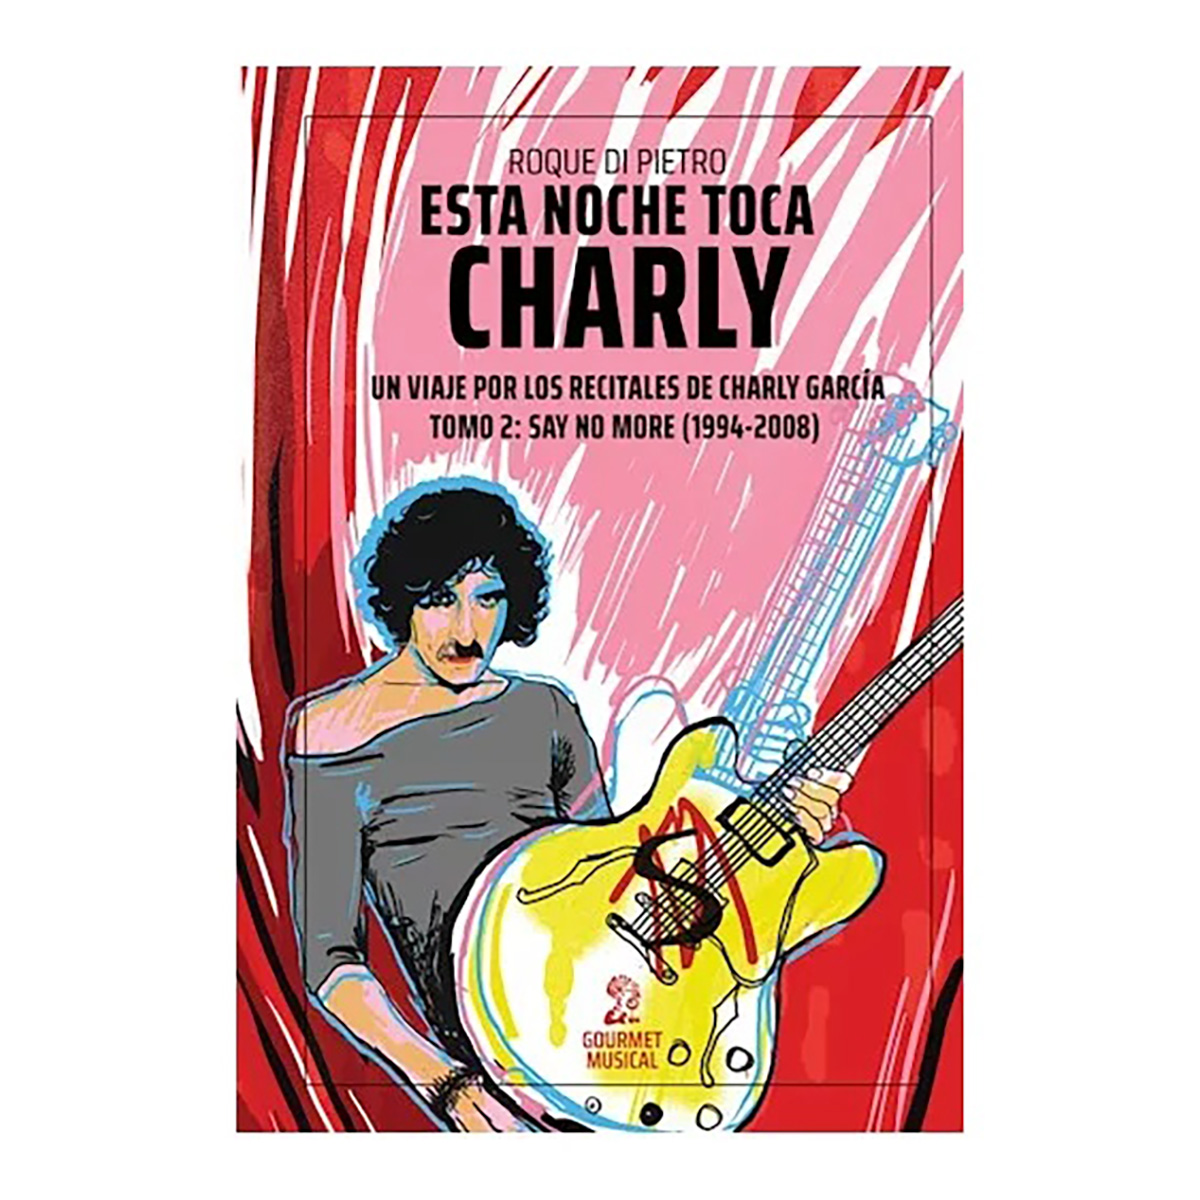 ROQUE DI PIETRO
ESTA NOCHE TOCA
CHARLY
UN VIAJE POR LOS RECITALES DE CHARLY GARCÍA
TOMO 2: SAY NO MORE (1994-2008)
S
GOURMET
MUSICAL